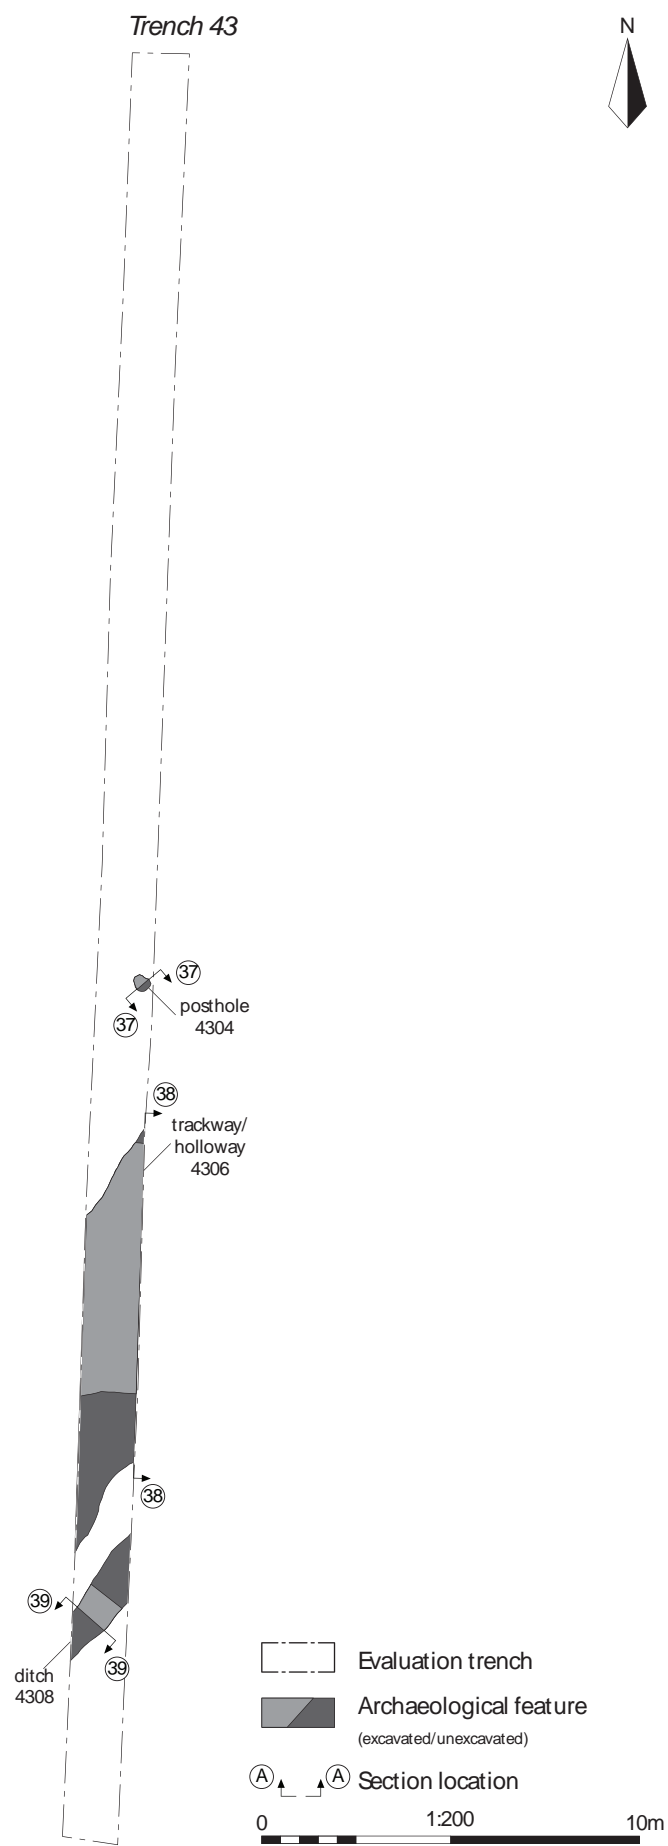 Trench 43
N
37
37
posthole
4304
38
trackway/
holloway
4306
38
39
39
ditch
4308
Evaluation trench
Archaeological feature
(excavated/unexcavated)
A A Section location
0 1:200 10m